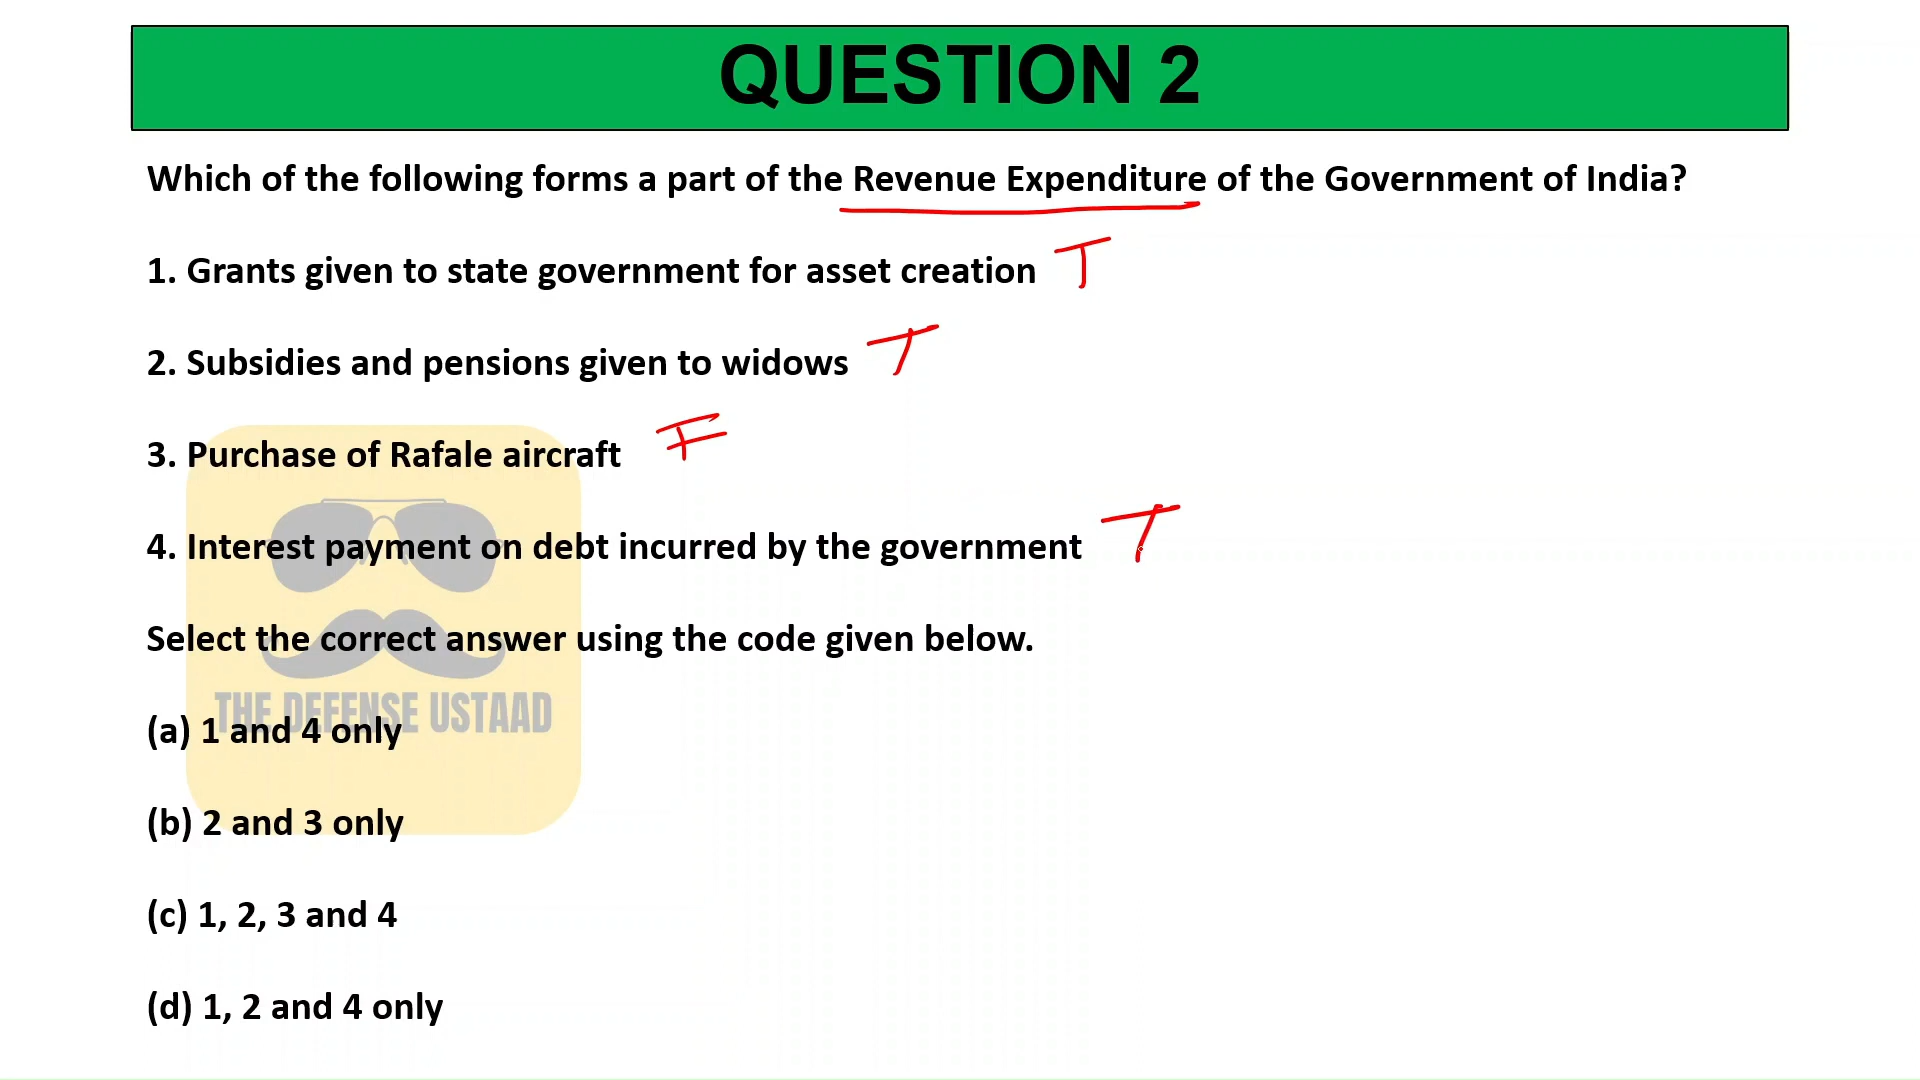 QUESTION 2
Which of the following forms a part of the Revenue Expenditure of the Government of India?
1. Grants given to state government for asset creation T
2. Subsidies and pensions given to widows T
3. Purchase of Rafale aircraft F
4. Interest payment on debt incurred by the government T
Select the correct answer using the code given below.
THE DEFENSE USTAAD
(a) 1 and 4 only
(b) 2 and 3 only
(c) 1, 2, 3 and 4
(d) 1, 2 and 4 only